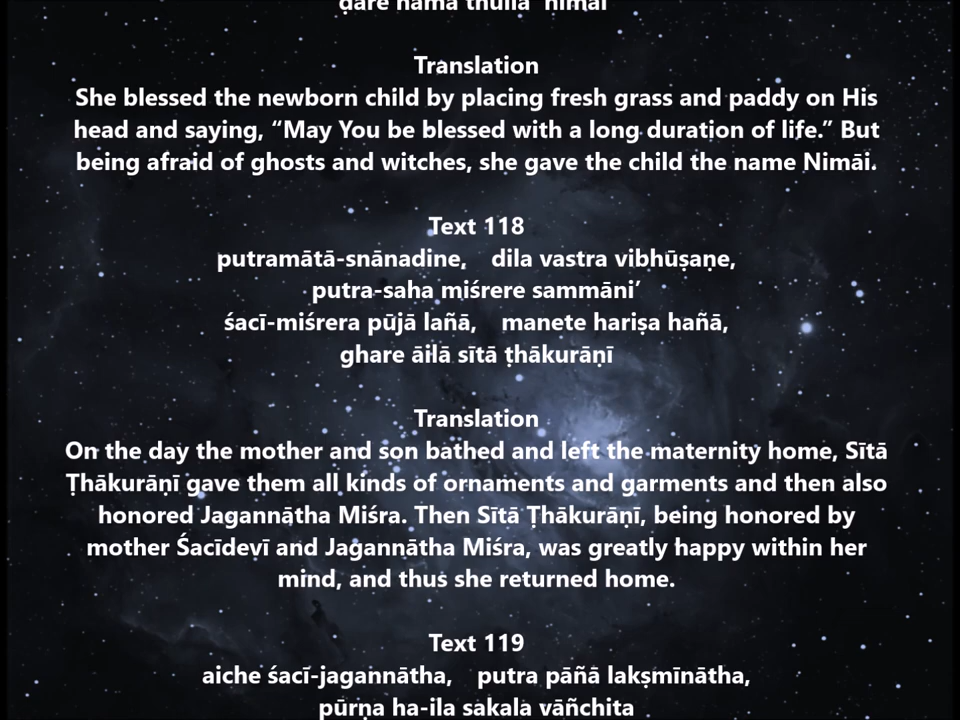 ḍare nāma thuila ‘nimāi’
Translation
She blessed the newborn child by placing fresh grass and paddy on His
head and saying, “May You be blessed with a long duration of life.” But
being afraid of ghosts and witches, she gave the child the name Nimāi.
Text 118
putramātā-snānadine, dila vastra vibhūṣaṇe,
putra-saha miśrere sammāni’
śacī-miśrera pūjā lañā, manete hariṣa hañā,
ghare āilā sītā ṭhākurāṇī
Translation
On the day the mother and son bathed and left the maternity home, Sītā
Ṭhākurāṇī gave them all kinds of ornaments and garments and then also
honored Jagannātha Miśra. Then Sītā Ṭhākurāṇī, being honored by
mother Śacīdevī and Jagannātha Miśra, was greatly happy within her
mind, and thus she returned home.
Text 119
aiche śacī-jagannātha, putra pāñā lakṣmīnātha,
pūrṇa ha-ila sakala vāñchita